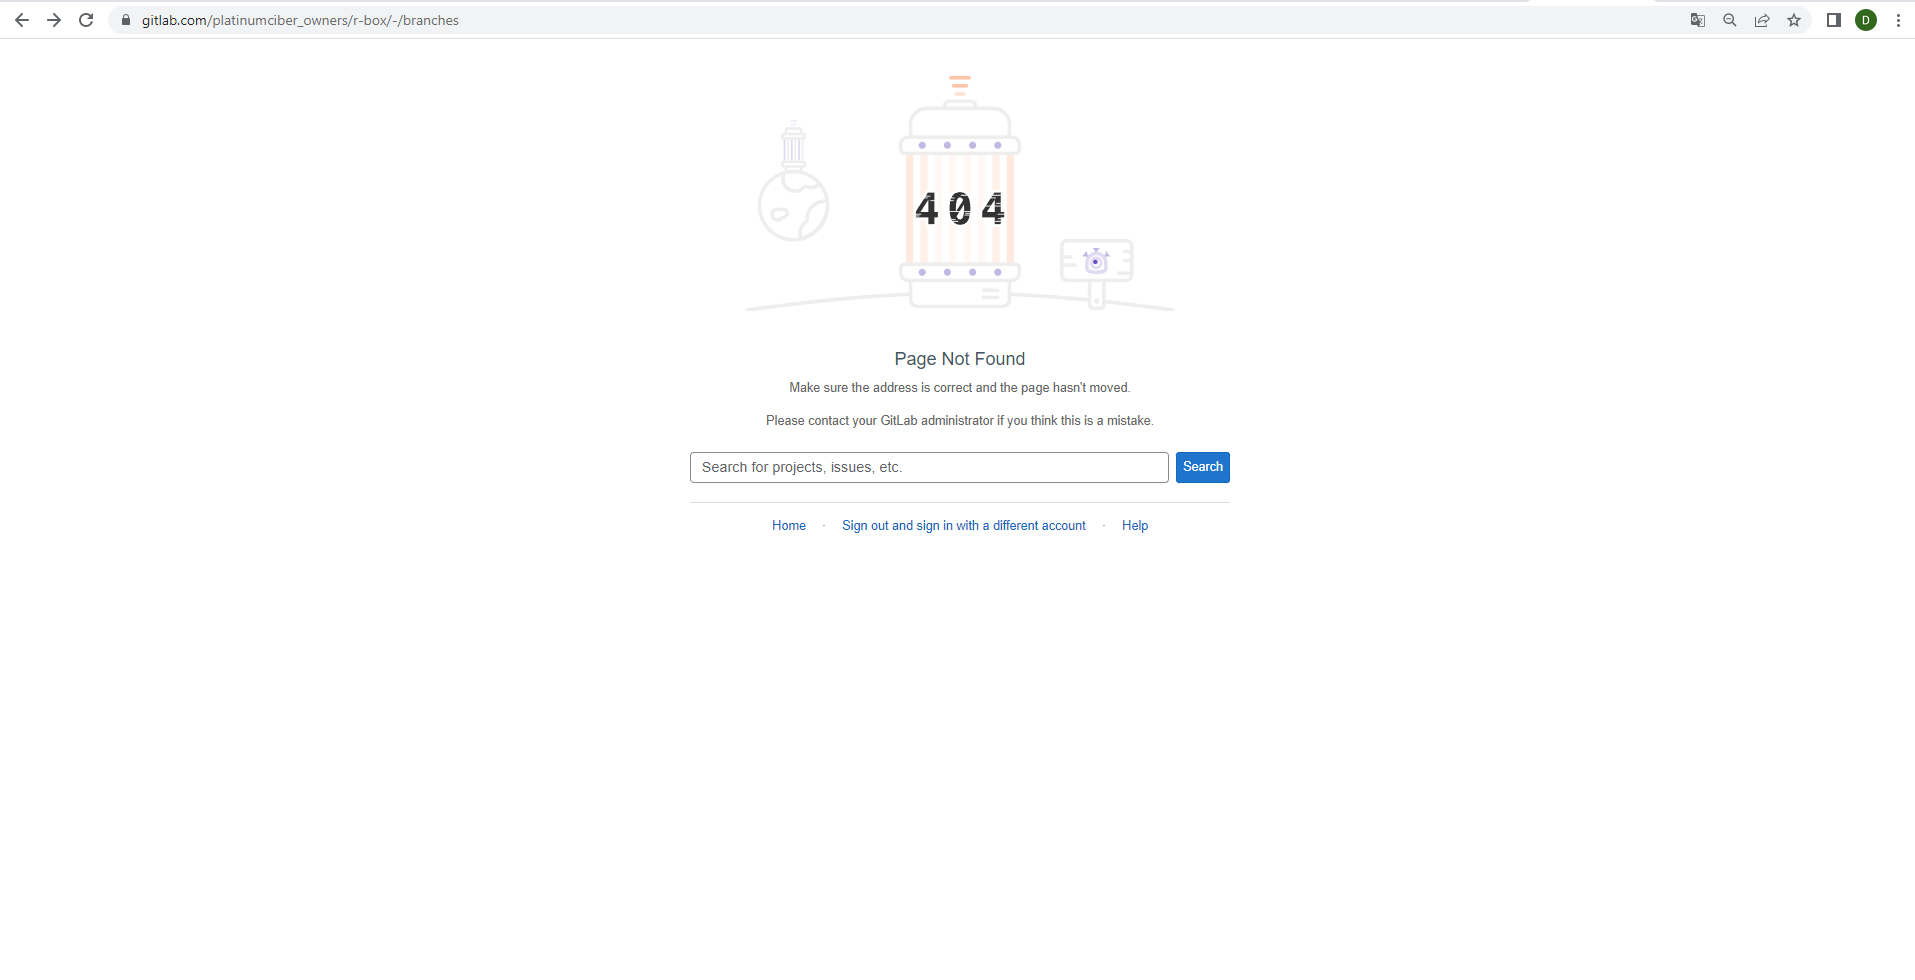 gitlab.com/platinumciber_owners/r-box/-/branches
D
404
Page Not Found
Make sure the address is correct and the page hasn't moved.
Please contact your GitLab administrator if you think this is a mistake.
Search for projects, issues, etc.
Search
Home · Sign out and sign in with a different account · Help